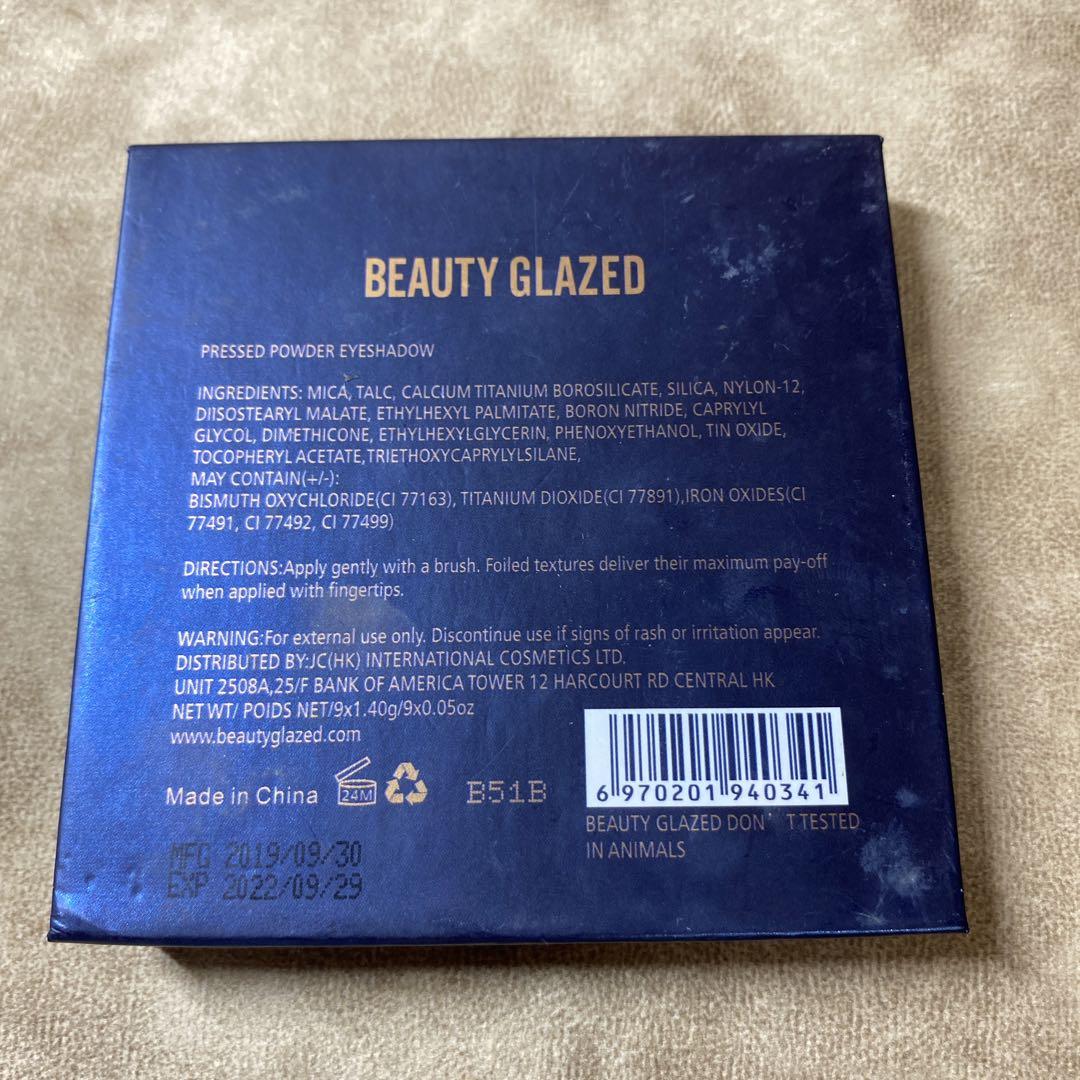 BEAUTY GLAZED
PRESSED POWDER EYESHADOW
INGREDIENTS: MICA, TALC, CALCIUM TITANIUM BOROSILICATE, SILICA, NYLON-12,
DIISOSTEARYL MALATE, ETHYLHEXYL PALMITATE, BORON NITRIDE, CAPRYLYL
GLYCOL, DIMETHICONE, ETHYLHEXYLGLYCERIN, PHENOXYETHANOL, TIN OXIDE,
TOCOPHERYL ACETATE,TRIETHOXYCAPRYLYLSILANE,
MAY CONTAIN(+/-):
BISMUTH OXYCHLORIDE(CI 77163), TITANIUM DIOXIDE(CI 77891),IRON OXIDES(CI
77491, CI 77492, CI 77499)
DIRECTIONS:Apply gently with a brush. Foiled textures deliver their maximum pay-off
when applied with fingertips.
WARNING:For external use only. Discontinue use if signs of rash or irritation appear.
DISTRIBUTED BY:JC(HK) INTERNATIONAL COSMETICS LTD.
UNIT 2508A,25/F BANK OF AMERICA TOWER 12 HARCOURT RD CENTRAL HK
NET WT/ POIDS NET/9x1.40g/9x0.05oz
www.beautyglazed.com
Made in China 24M B51B
6 970201 940341
BEAUTY GLAZED DON'T TESTED
IN ANIMALS
MFG 2019/09/30
EXP 2022/09/29